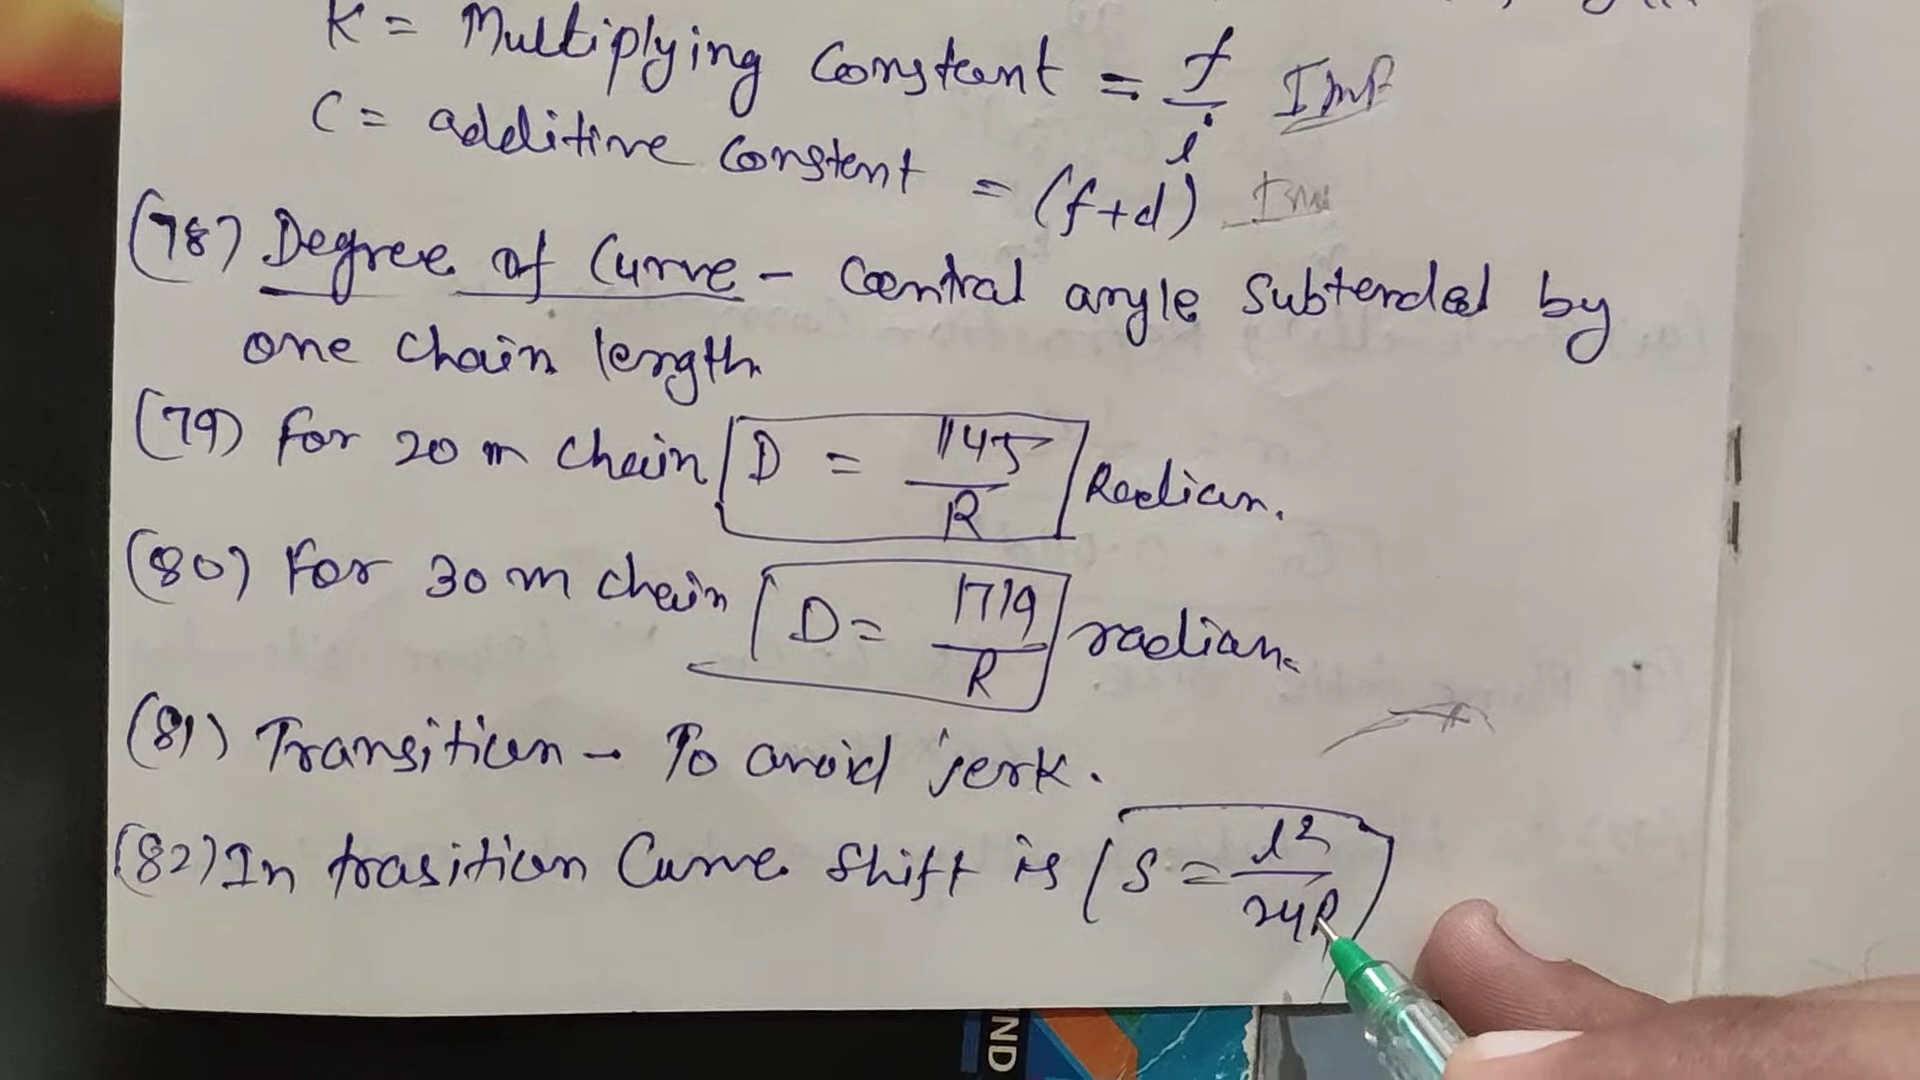 K = Multiplying Constant = f/i Imp
C = additive constent = (f+d) Imp
(78) Degree of Curve - Central angle subtended by
one chain length
(79) for 20 m chain D = 1145/R Radian.
(80) For 30 m chain D = 1719/R radian.
(81) Transition - To avoid jerk.
(82) In trasition Curve shift is S = l²/24R
ND